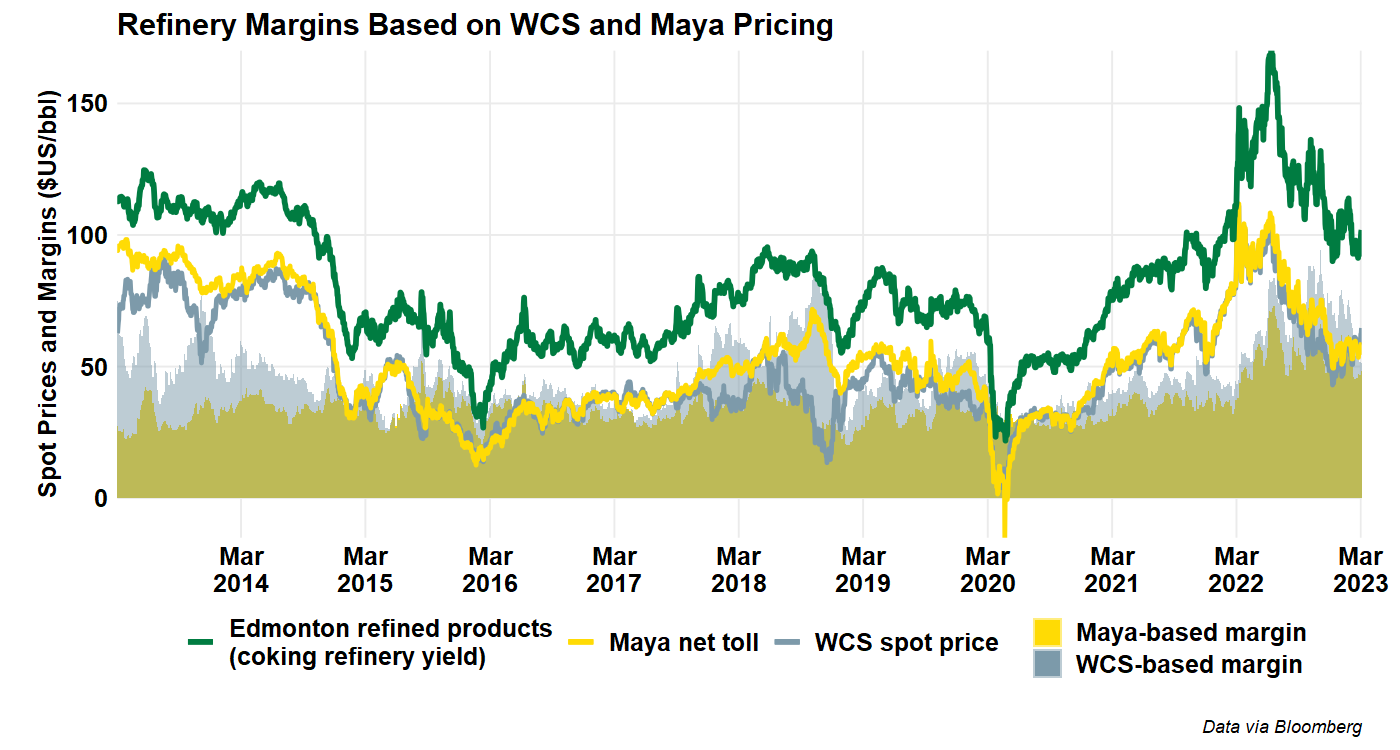 Refinery Margins Based on WCS and Maya Pricing
Spot Prices and Margins ($US/bbl)
150
100
50
0
Mar
2014
Mar
2015
Mar
2016
Mar
2017
Mar
2018
Mar
2019
Mar
2020
Mar
2021
Mar
2022
Mar
2023
Edmonton refined products
(coking refinery yield)
Maya net toll
WCS spot price
Maya-based margin
WCS-based margin
Data via Bloomberg